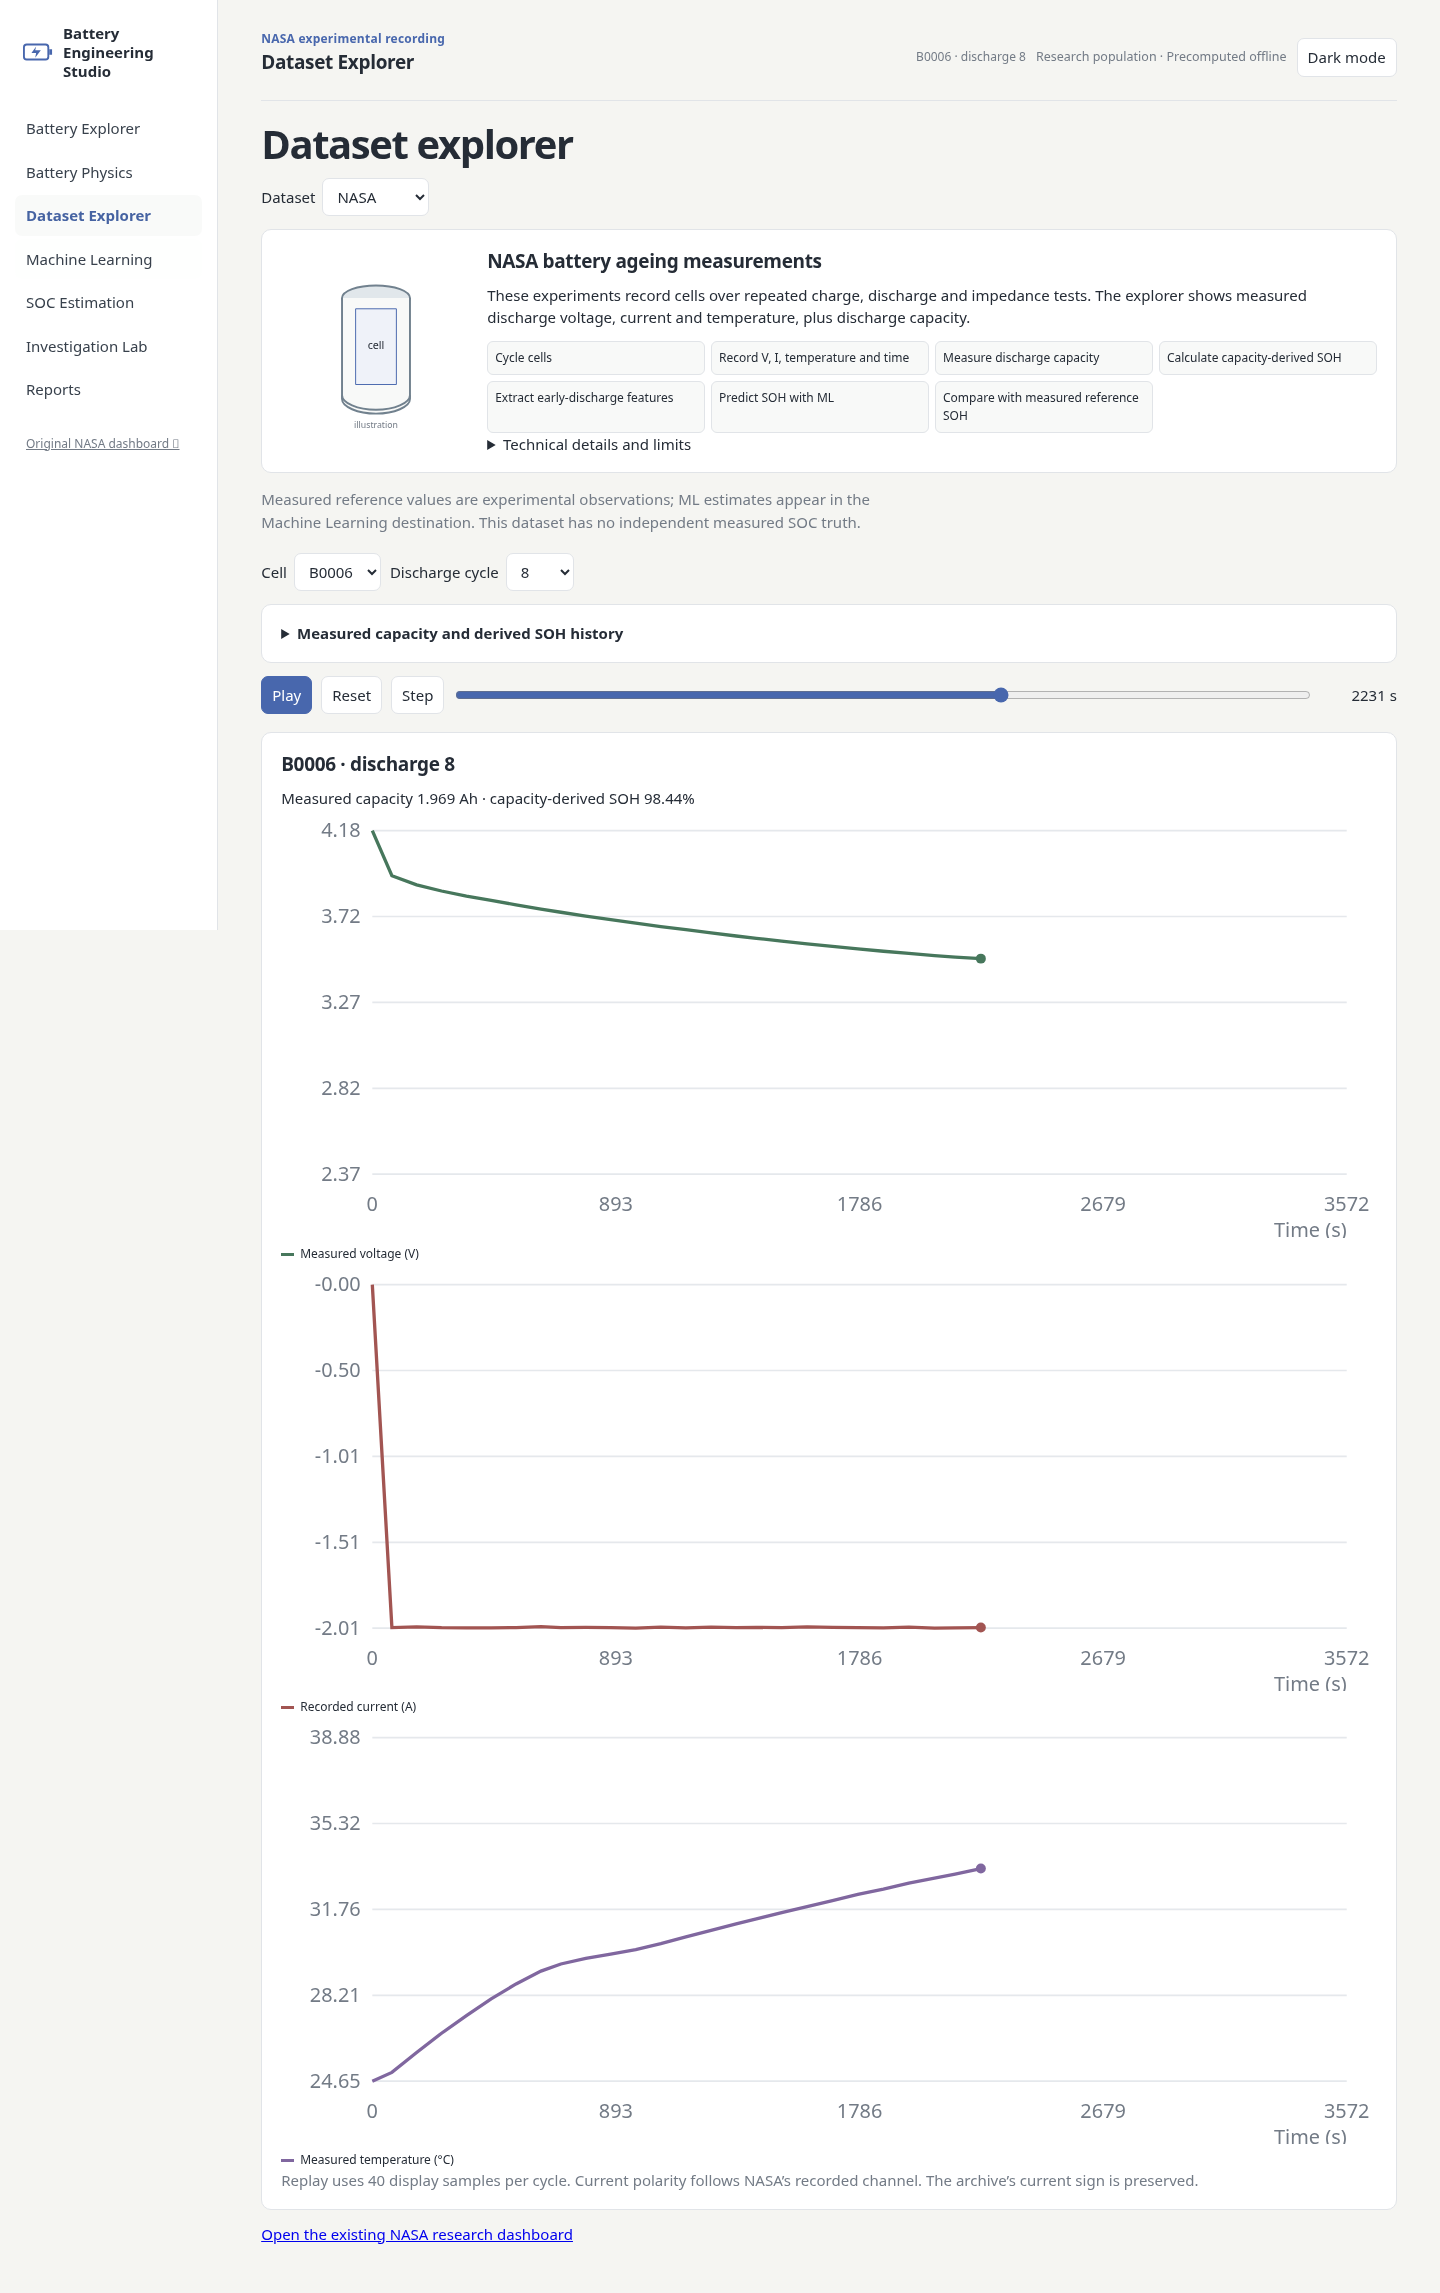 Battery
Engineering
Studio
Battery Explorer
Battery Physics
Dataset Explorer
Machine Learning
SOC Estimation
Investigation Lab
Reports
Original NASA dashboard
NASA experimental recording
Dataset Explorer
B0006 · discharge 8 Research population · Precomputed offline Dark mode
Dataset explorer
Dataset NASA
cell
illustration
NASA battery ageing measurements
These experiments record cells over repeated charge, discharge and impedance tests. The explorer shows measured
discharge voltage, current and temperature, plus discharge capacity.
Cycle cells
Record V, I, temperature and time
Measure discharge capacity
Calculate capacity-derived SOH
Extract early-discharge features
Predict SOH with ML
Compare with measured reference
SOH
Technical details and limits
Measured reference values are experimental observations; ML estimates appear in the
Machine Learning destination. This dataset has no independent measured SOC truth.
Cell B0006 Discharge cycle 8
Measured capacity and derived SOH history
Play Reset Step 2231 s
B0006 · discharge 8
Measured capacity 1.969 Ah · capacity-derived SOH 98.44%
4.18
3.72
3.27
2.82
2.37
0 893 1786 2679 3572
Time (s)
Measured voltage (V)
-0.00
-0.50
-1.01
-1.51
-2.01
0 893 1786 2679 3572
Time (s)
Recorded current (A)
38.88
35.32
31.76
28.21
24.65
0 893 1786 2679 3572
Time (s)
Measured temperature (°C)
Replay uses 40 display samples per cycle. Current polarity follows NASA’s recorded channel. The archive’s current sign is preserved.
Open the existing NASA research dashboard